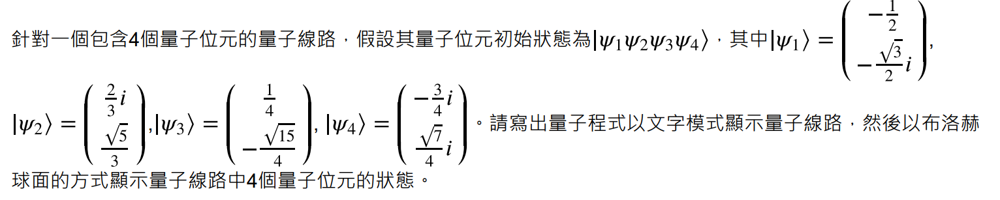 針對一個包含4個量子位元的量子線路，假設其量子位元初始狀態為$|\psi_1\psi_2\psi_3\psi_4\rangle$，其中$|\psi_1\rangle = \begin{pmatrix} -\frac{1}{2} \\ -\frac{\sqrt{3}}{2}i \end{pmatrix}$,
$|\psi_2\rangle = \begin{pmatrix} \frac{2}{3}i \\ \frac{\sqrt{5}}{3} \end{pmatrix}$,$|\psi_3\rangle = \begin{pmatrix} \frac{1}{4} \\ -\frac{\sqrt{15}}{4} \end{pmatrix}$, $|\psi_4\rangle = \begin{pmatrix} -\frac{3}{4}i \\ \frac{\sqrt{7}}{4}i \end{pmatrix}$。請寫出量子程式以文字模式顯示量子線路，然後以布洛赫
球面的方式顯示量子線路中4個量子位元的狀態。